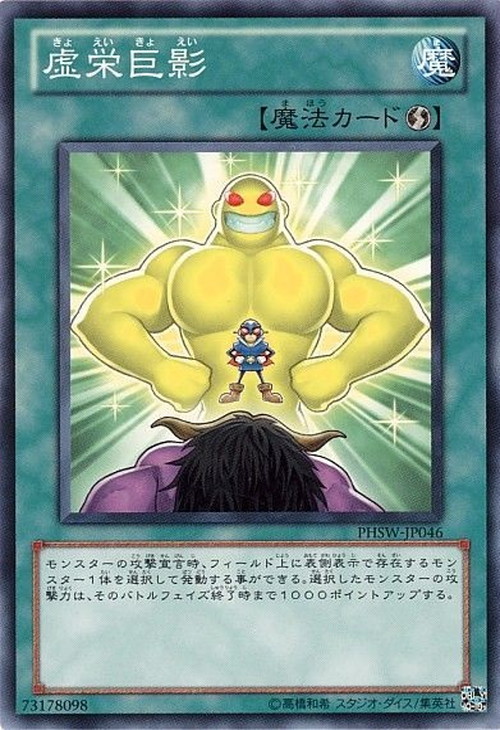 虚栄巨影
魔
【魔法カード】
PHSW-JP046
モンスターの攻撃宣言時、フィールド上に表側表示で存在するモン
スター1体を選択して発動する事ができる。選択したモンスターの攻
撃力は、そのバトルフェイズ終了時まで1000ポイントアップする。
73178098
©高橋和希 スタジオ・ダイス/集英社